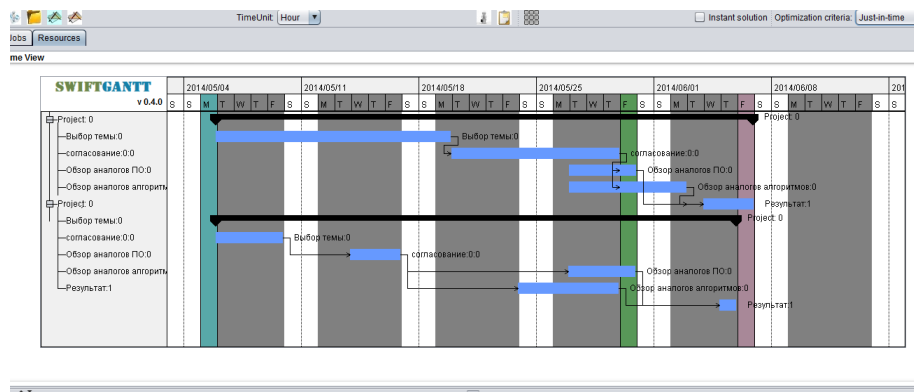 TimeUnit: Hour
Instant solution Optimization criteria: Just-in-time
Jobs Resources
me View
SWIFTGANTT
v 0.4.0
2014/05/04 2014/05/11 2014/05/18 2014/05/25 2014/06/01 2014/06/08 201
S S M T W T F S S M T W T F S S M T W T F S S M T W T F S S M T W T F S S M T W T F S S
Project: 0 Project: 0
Выбор темы:0 Выбор темы:0
согласование:0:0 согласование:0:0
Обзор аналогов ПО:0 Обзор аналогов ПО:0
Обзор аналогов алгоритм Обзор аналогов алгоритмов:0
Project: 0 Результат:1
Выбор темы:0 Project: 0
согласование:0:0 Выбор темы:0
Обзор аналогов ПО:0 согласование:0:0
Обзор аналогов алгоритм Обзор аналогов ПО:0
Результат:1 Обзор аналогов алгоритмов:0
Результат:1